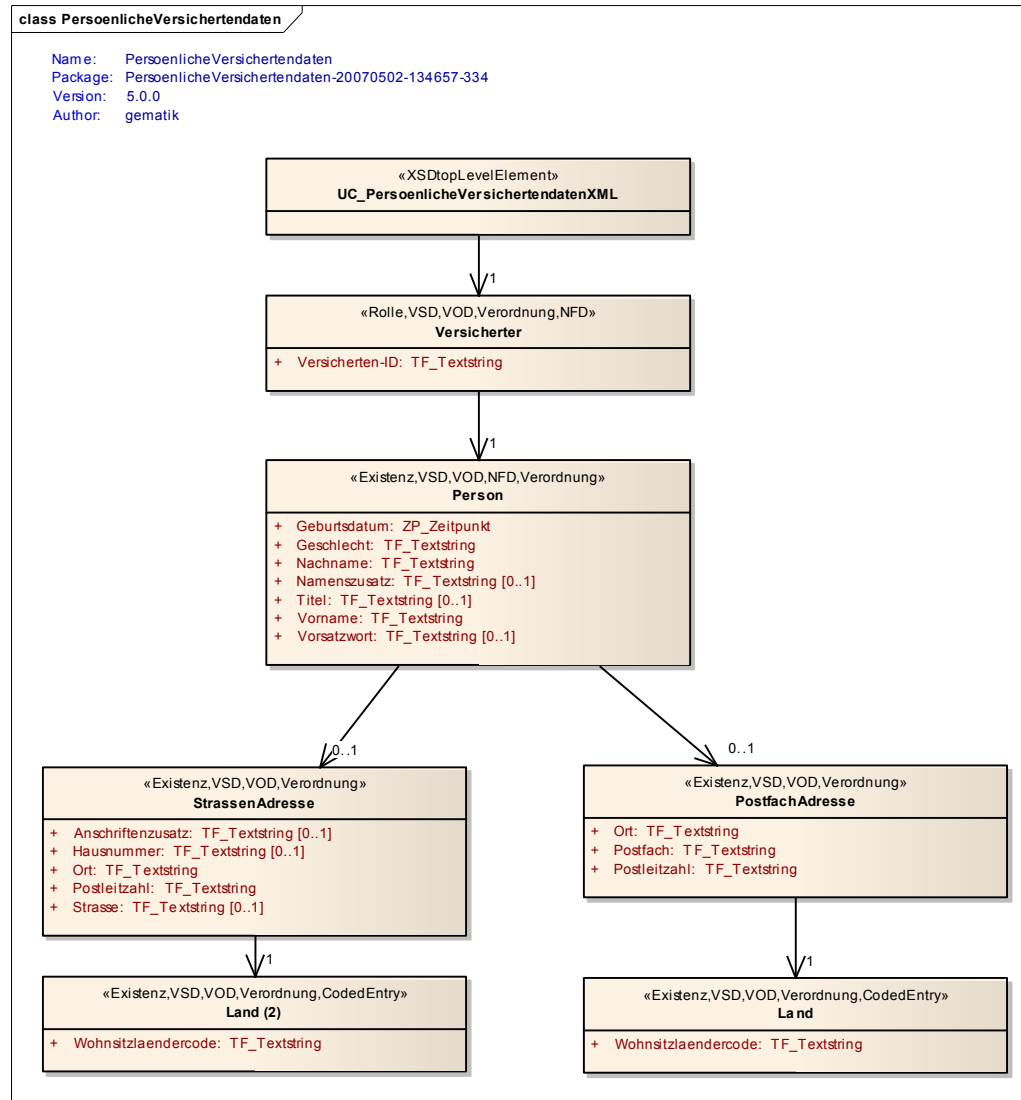 class PersoenlicheVersichertendaten
Name: PersoenlicheVersichertendaten
Package: PersoenlicheVersichertendaten-20070502-134657-334
Version: 5.0.0
Author: gematik
«XSDtopLevelElement»
UC_PersoenlicheVersichertendatenXML
1
«Rolle,VSD,VOD,Verordnung,NFD»
Versicherter
+ Versicherten-ID: TF_Textstring
1
«Existenz,VSD,VOD,NFD,Verordnung»
Person
+ Geburtsdatum: ZP_Zeitpunkt
+ Geschlecht: TF_Textstring
+ Nachname: TF_Textstring
+ Namenszusatz: TF_Textstring [0..1]
+ Titel: TF_Textstring [0..1]
+ Vorname: TF_Textstring
+ Vorsatzwort: TF_Textstring [0..1]
0..1
«Existenz,VSD,VOD,Verordnung»
StrassenAdresse
+ Anschriftenzusatz: TF_Textstring [0..1]
+ Hausnummer: TF_Textstring [0..1]
+ Ort: TF_Textstring
+ Postleitzahl: TF_Textstring
+ Strasse: TF_Textstring [0..1]
1
«Existenz,VSD,VOD,Verordnung,CodedEntry»
Land (2)
+ Wohnsitzlaendercode: TF_Textstring
0..1
«Existenz,VSD,VOD,Verordnung»
PostfachAdresse
+ Ort: TF_Textstring
+ Postfach: TF_Textstring
+ Postleitzahl: TF_Textstring
1
«Existenz,VSD,VOD,Verordnung,CodedEntry»
Land
+ Wohnsitzlaendercode: TF_Textstring